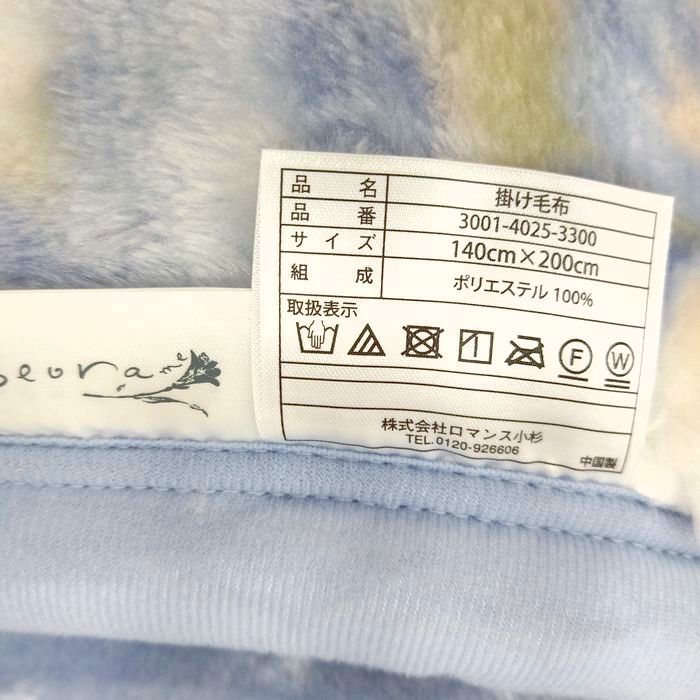 品名 掛け毛布
品番 3001-4025-3300
サイズ 140cm×200cm
組成 ポリエステル 100%
取扱表示
F W
株式会社ロマンス小杉
TEL.0120-926606
中国製